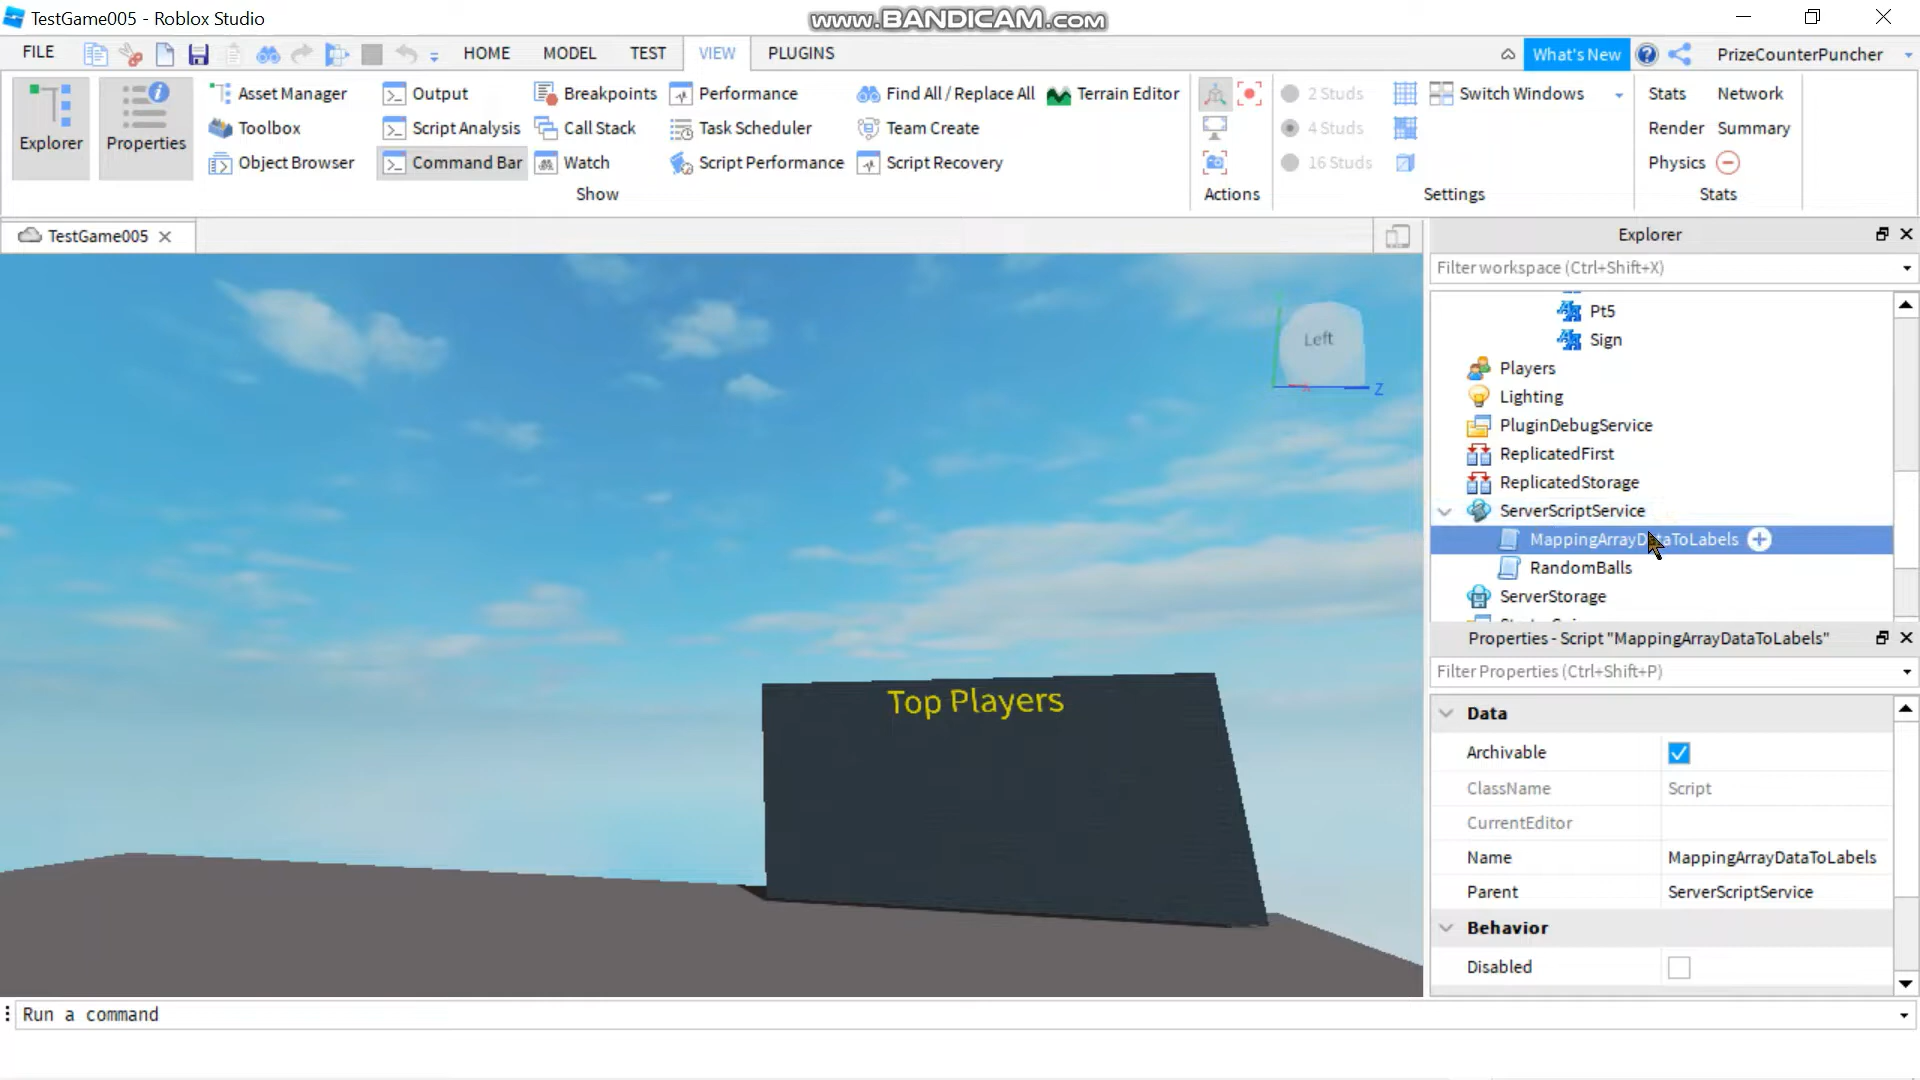 TestGame005 - Roblox Studio
www.BANDICAM.com
FILE
HOME
MODEL
TEST
VIEW
PLUGINS
What's New
PrizeCounterPuncher
Explorer
Properties
Asset Manager
Toolbox
Object Browser
Output
Script Analysis
Command Bar
Breakpoints
Call Stack
Watch
Performance
Task Scheduler
Script Performance
Find All / Replace All
Team Create
Script Recovery
Terrain Editor
Show
Actions
2 Studs
4 Studs
16 Studs
Switch Windows
Settings
Stats
Network
Render
Summary
Physics
Stats
TestGame005
Left
Z
Top Players
Explorer
Filter workspace (Ctrl+Shift+X)
Pt5
Sign
Players
Lighting
PluginDebugService
ReplicatedFirst
ReplicatedStorage
ServerScriptService
MappingArrayDataToLabels
RandomBalls
ServerStorage
Properties - Script "MappingArrayDataToLabels"
Filter Properties (Ctrl+Shift+P)
Data
Archivable
ClassName Script
CurrentEditor
Name MappingArrayDataToLabels
Parent ServerScriptService
Behavior
Disabled
Run a command